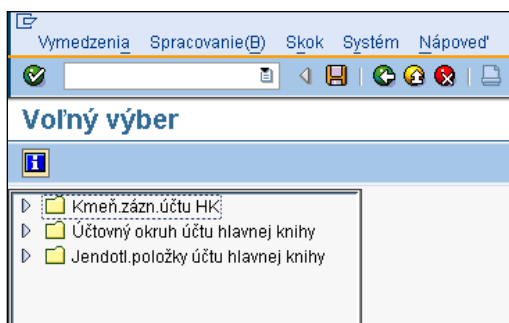 Vymedzenia Spracovanie(B) Skok Systém Nápoveď
Voľný výber
Kmeň.zázn.účtu HK
Účtovný okruh účtu hlavnej knihy
Jendotl.položky účtu hlavnej knihy